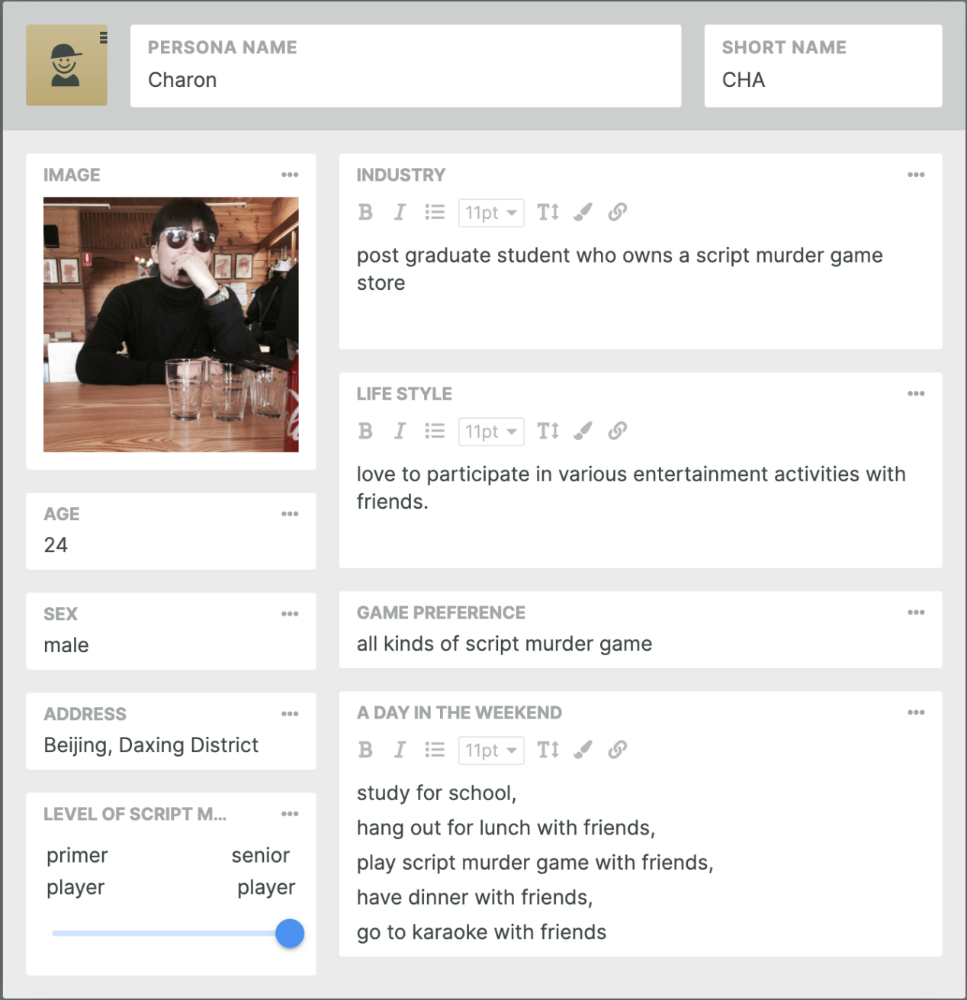 PERSONA NAME
Charon
SHORT NAME
CHA
IMAGE
AGE
24
SEX
male
ADDRESS
Beijing, Daxing District
LEVEL OF SCRIPT M...
primer player
senior player
INDUSTRY
B I 11pt T
post graduate student who owns a script murder game
store
LIFE STYLE
B I 11pt T
love to participate in various entertainment activities with
friends.
GAME PREFERENCE
all kinds of script murder game
A DAY IN THE WEEKEND
B I 11pt T
study for school,
hang out for lunch with friends,
play script murder game with friends,
have dinner with friends,
go to karaoke with friends